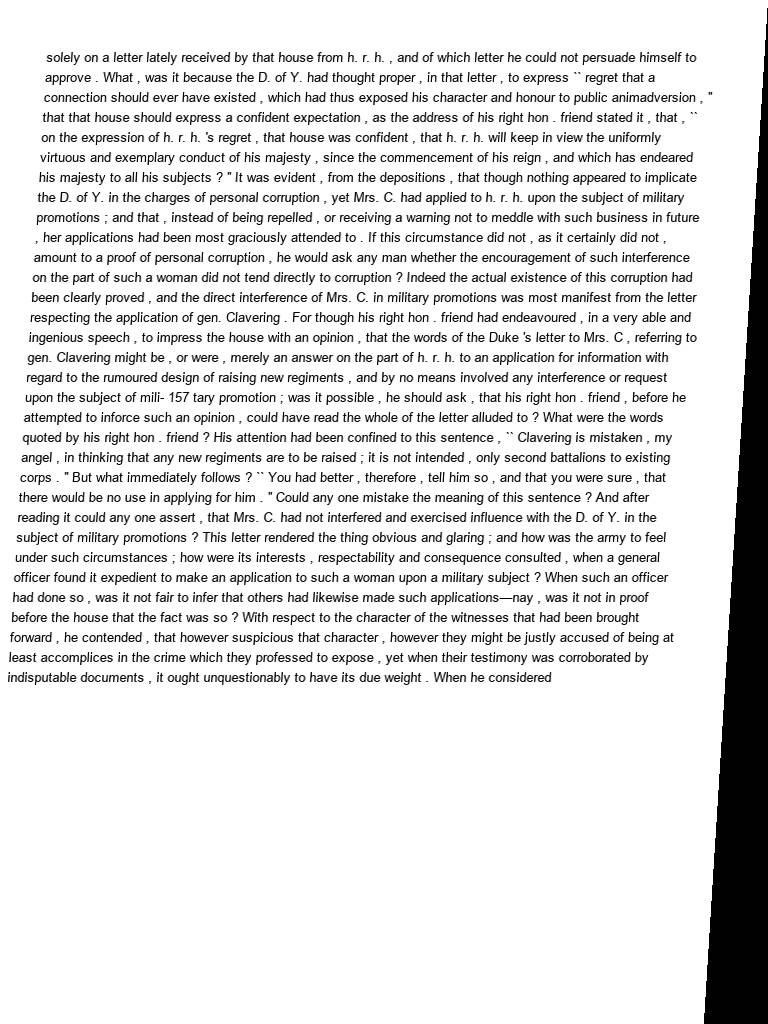 solely on a letter lately received by that house from h. r. h. , and of which letter he could not persuade himself to
approve . What , was it because the D. of Y. had thought proper , in that letter , to express `` regret that a
connection should ever have existed , which had thus exposed his character and honour to public animadversion , "
that that house should express a confident expectation , as the address of his right hon . friend stated it , that , ``
on the expression of h. r. h. 's regret , that house was confident , that h. r. h. will keep in view the uniformly
virtuous and exemplary conduct of his majesty , since the commencement of his reign , and which has endeared
his majesty to all his subjects ? " It was evident , from the depositions , that though nothing appeared to implicate
the D. of Y. in the charges of personal corruption , yet Mrs. C. had applied to h. r. h. upon the subject of military
promotions ; and that , instead of being repelled , or receiving a warning not to meddle with such business in future
, her applications had been most graciously attended to . If this circumstance did not , as it certainly did not ,
amount to a proof of personal corruption , he would ask any man whether the encouragement of such interference
on the part of such a woman did not tend directly to corruption ? Indeed the actual existence of this corruption had
been clearly proved , and the direct interference of Mrs. C. in military promotions was most manifest from the letter
respecting the application of gen. Clavering . For though his right hon . friend had endeavoured , in a very able and
ingenious speech , to impress the house with an opinion , that the words of the Duke 's letter to Mrs. C , referring to
gen. Clavering might be , or were , merely an answer on the part of h. r. h. to an application for information with
regard to the rumoured design of raising new regiments , and by no means involved any interference or request
upon the subject of mili- 157 tary promotion ; was it possible , he should ask , that his right hon . friend , before he
attempted to inforce such an opinion , could have read the whole of the letter alluded to ? What were the words
quoted by his right hon . friend ? His attention had been confined to this sentence , `` Clavering is mistaken , my
angel , in thinking that any new regiments are to be raised ; it is not intended , only second battalions to existing
corps . " But what immediately follows ? `` You had better , therefore , tell him so , and that you were sure , that
there would be no use in applying for him . " Could any one mistake the meaning of this sentence ? And after
reading it could any one assert , that Mrs. C. had not interfered and exercised influence with the D. of Y. in the
subject of military promotions ? This letter rendered the thing obvious and glaring ; and how was the army to feel
under such circumstances ; how were its interests , respectability and consequence consulted , when a general
officer found it expedient to make an application to such a woman upon a military subject ? When such an officer
had done so , was it not fair to infer that others had likewise made such applications—nay , was it not in proof
before the house that the fact was so ? With respect to the character of the witnesses that had been brought
forward , he contended , that however suspicious that character , however they might be justly accused of being at
least accomplices in the crime which they professed to expose , yet when their testimony was corroborated by
indisputable documents , it ought unquestionably to have its due weight . When he considered